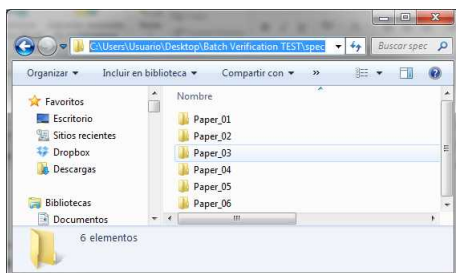 C:\Users\Usuario\Desktop\Batch Verification TEST\spec
Buscar spec
Organizar
Incluir en biblioteca
Compartir con
»
Favoritos
Escritorio
Sitios recientes
Dropbox
Descargas
Bibliotecas
Documentos
Nombre
Paper_01
Paper_02
Paper_03
Paper_04
Paper_05
Paper_06
6 elementos